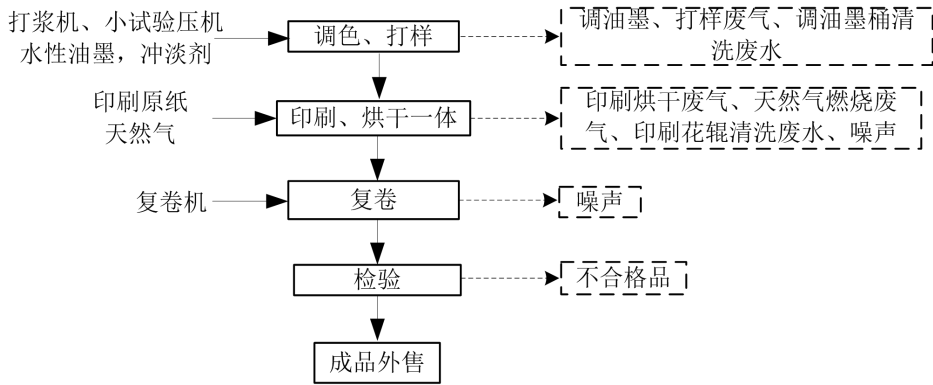 打浆机、小试验压机
水性油墨，冲淡剂
调色、打样
调油墨、打样废气、调油墨桶清
洗废水
印刷原纸
天然气
印刷、烘干一体
印刷烘干废气、天然气燃烧废
气、印刷花辊清洗废水、噪声
复卷机
复卷
噪声
检验
不合格品
成品外售